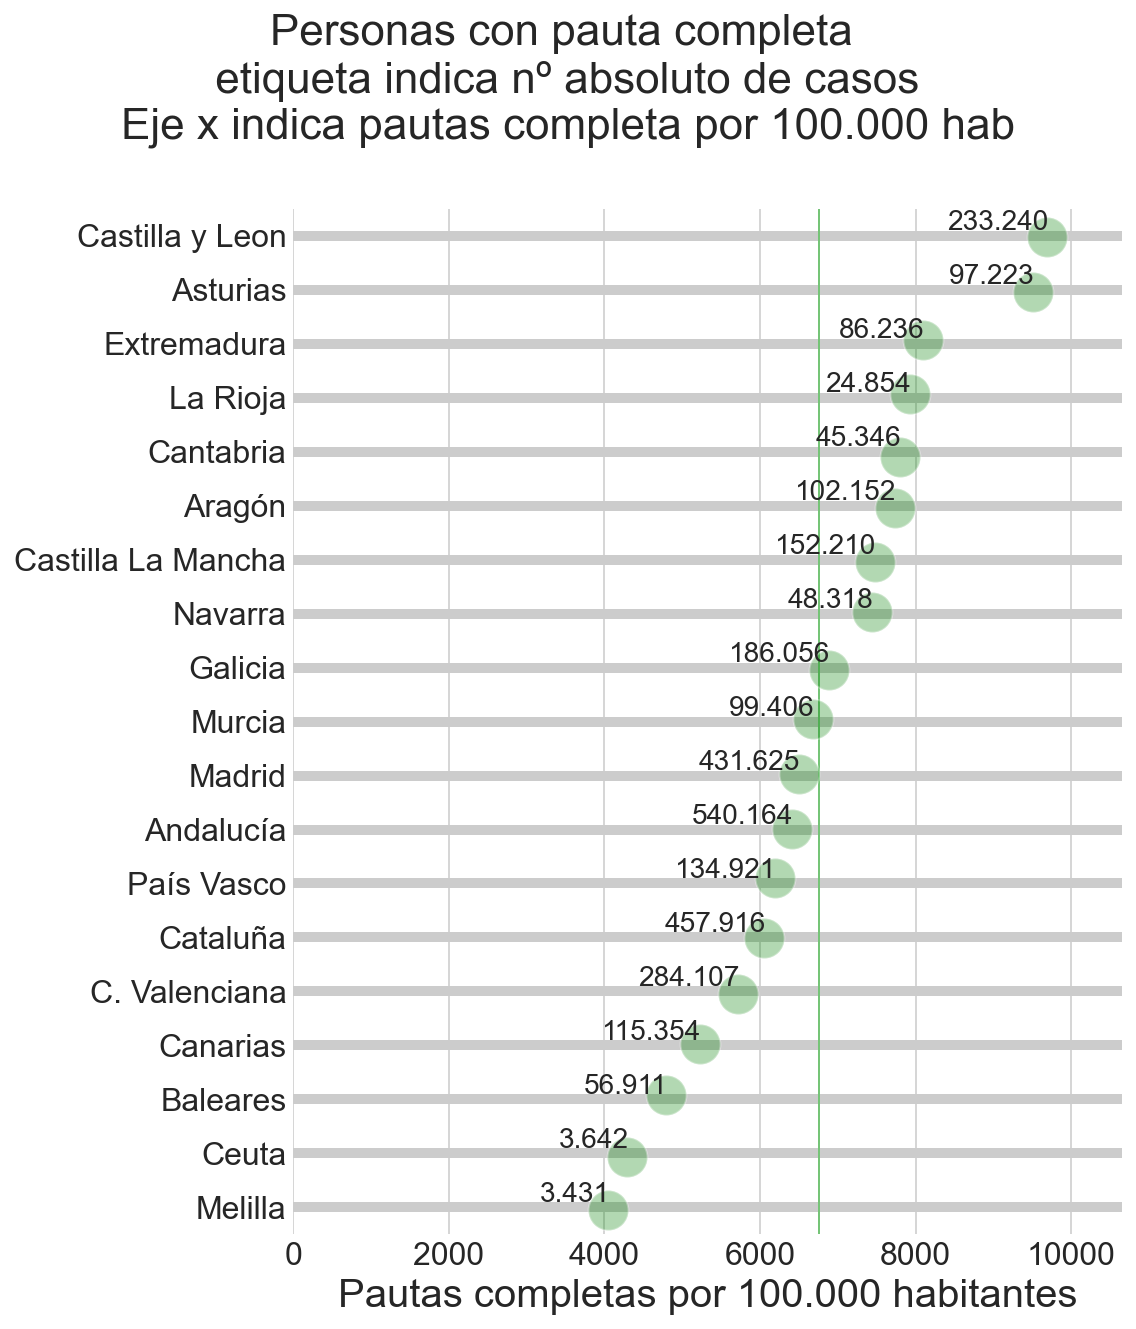 Personas con pauta completa
etiqueta indica nº absoluto de casos
Eje x indica pautas completa por 100.000 hab
Castilla y Leon 233.240
Asturias 97.223
Extremadura 86.236
La Rioja 24.854
Cantabria 45.346
Aragón 102.152
Castilla La Mancha 152.210
Navarra 48.318
Galicia 186.056
Murcia 99.406
Madrid 431.625
Andalucía 540.164
País Vasco 134.921
Cataluña 457.916
C. Valenciana 284.107
Canarias 115.354
Baleares 56.911
Ceuta 3.642
Melilla 3.431
0 2000 4000 6000 8000 10000
Pautas completas por 100.000 habitantes